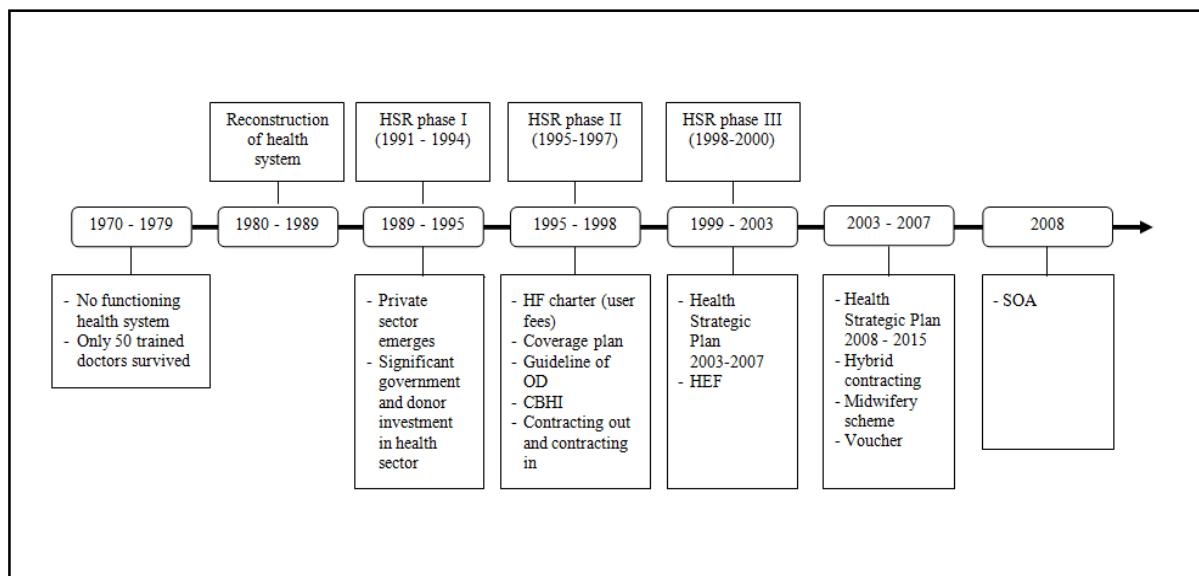 Reconstruction
of health
system
HSR phase I
(1991 - 1994)
HSR phase II
(1995-1997)
HSR phase III
(1998-2000)
1970 - 1979
1980 - 1989
1989 - 1995
1995 - 1998
1999 - 2003
2003 - 2007
2008
- No functioning
health system
- Only 50 trained
doctors survived
- Private
sector
emerges
- Significant
government
and donor
investment
in health
sector
- HF charter (user
fees)
- Coverage plan
- Guideline of
OD
- CBHI
- Contracting out
and contracting
in
- Health
Strategic
Plan
2003-2007
- HEF
- Health
Strategic Plan
2008 - 2015
- Hybrid
contracting
- Midwifery
scheme
- Voucher
- SOA